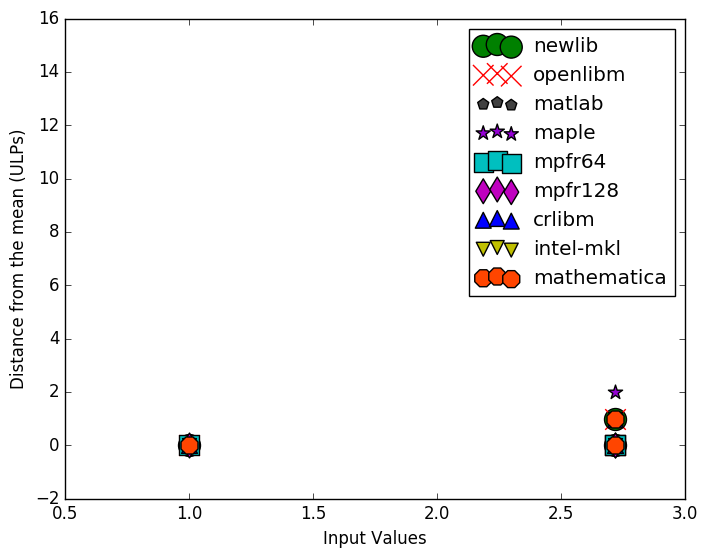 16
14
12
10
8
6
4
2
0
−2
Distance from the mean (ULPs)
newlib
openlibm
matlab
maple
mpfr64
mpfr128
crlibm
intel-mkl
mathematica
0.5 1.0 1.5 2.0 2.5 3.0
Input Values